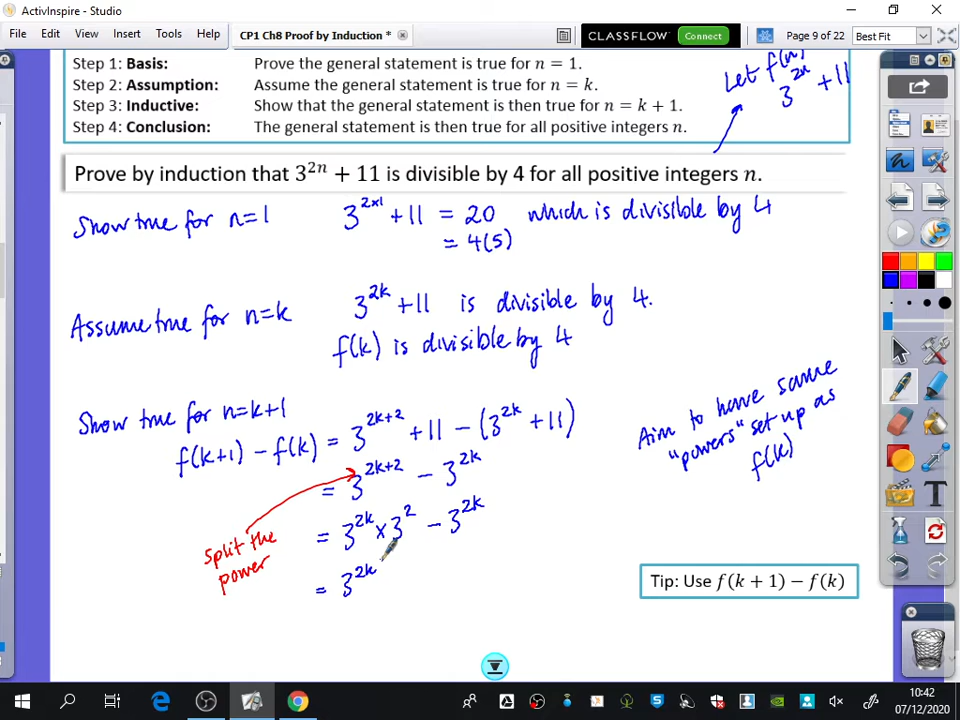 ActivInspire - Studio
File Edit View Insert Tools Help CP1 Ch8 Proof by Induction * CLASSFLOW Connect Page 9 of 22 Best Fit
Step 1: Basis: Prove the general statement is true for n = 1.
Step 2: Assumption: Assume the general statement is true for n = k.
Step 3: Inductive: Show that the general statement is then true for n = k + 1.
Step 4: Conclusion: The general statement is then true for all positive integers n.
Let f(n)
3^{2n} + 11
Prove by induction that 3^{2n} + 11 is divisible by 4 for all positive integers n.
Show true for n=1 3^{2×1} + 11 = 20 which is divisible by 4
= 4(5)
Assume true for n=k 3^{2k} + 11 is divisible by 4.
f(k) is divisible by 4
Show true for n=k+1
f(k+1) - f(k) = 3^{2k+2} + 11 - (3^{2k} + 11)
= 3^{2k+2} - 3^{2k}
= 3^{2k} × 3^2 - 3^{2k}
= 3^{2k}
Split the
power
Aim to have same
"powers" set up as
f(k)
Tip: Use f(k + 1) − f(k)
10:42
07/12/2020